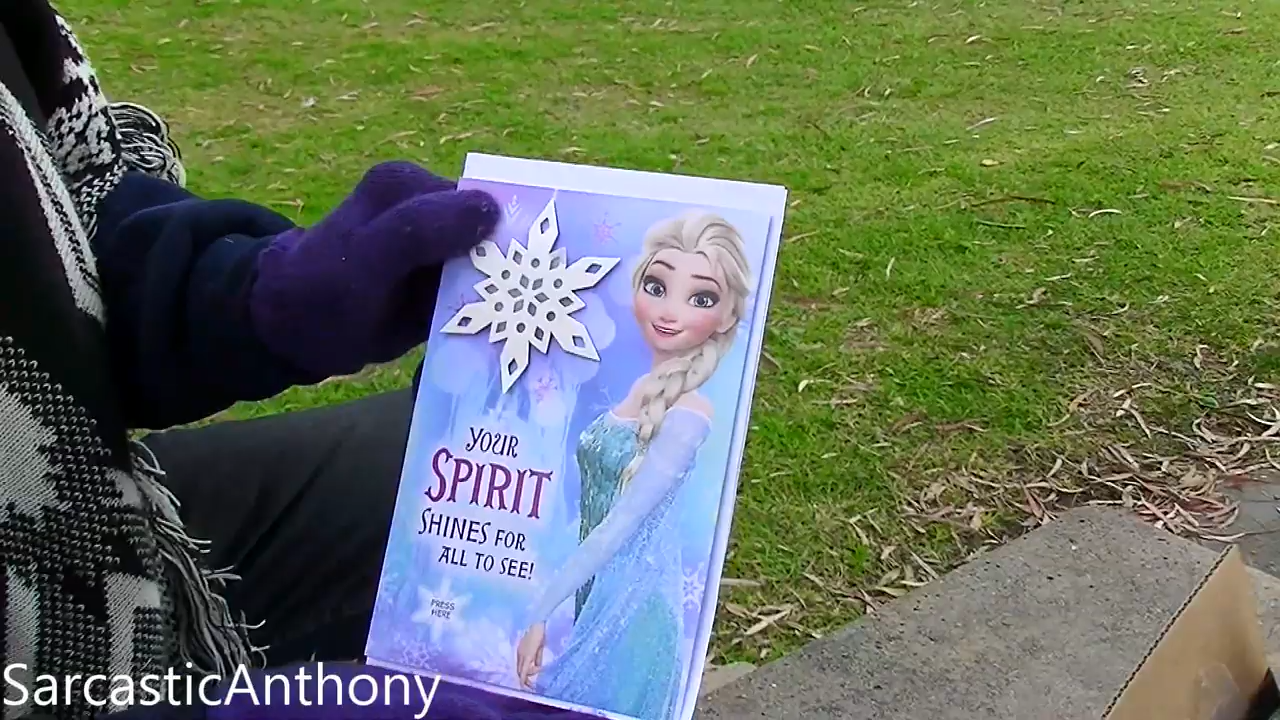 YOUR
SPIRIT
SHINES FOR
ALL TO SEE!
PRESS
HERE
SarcasticAnthony